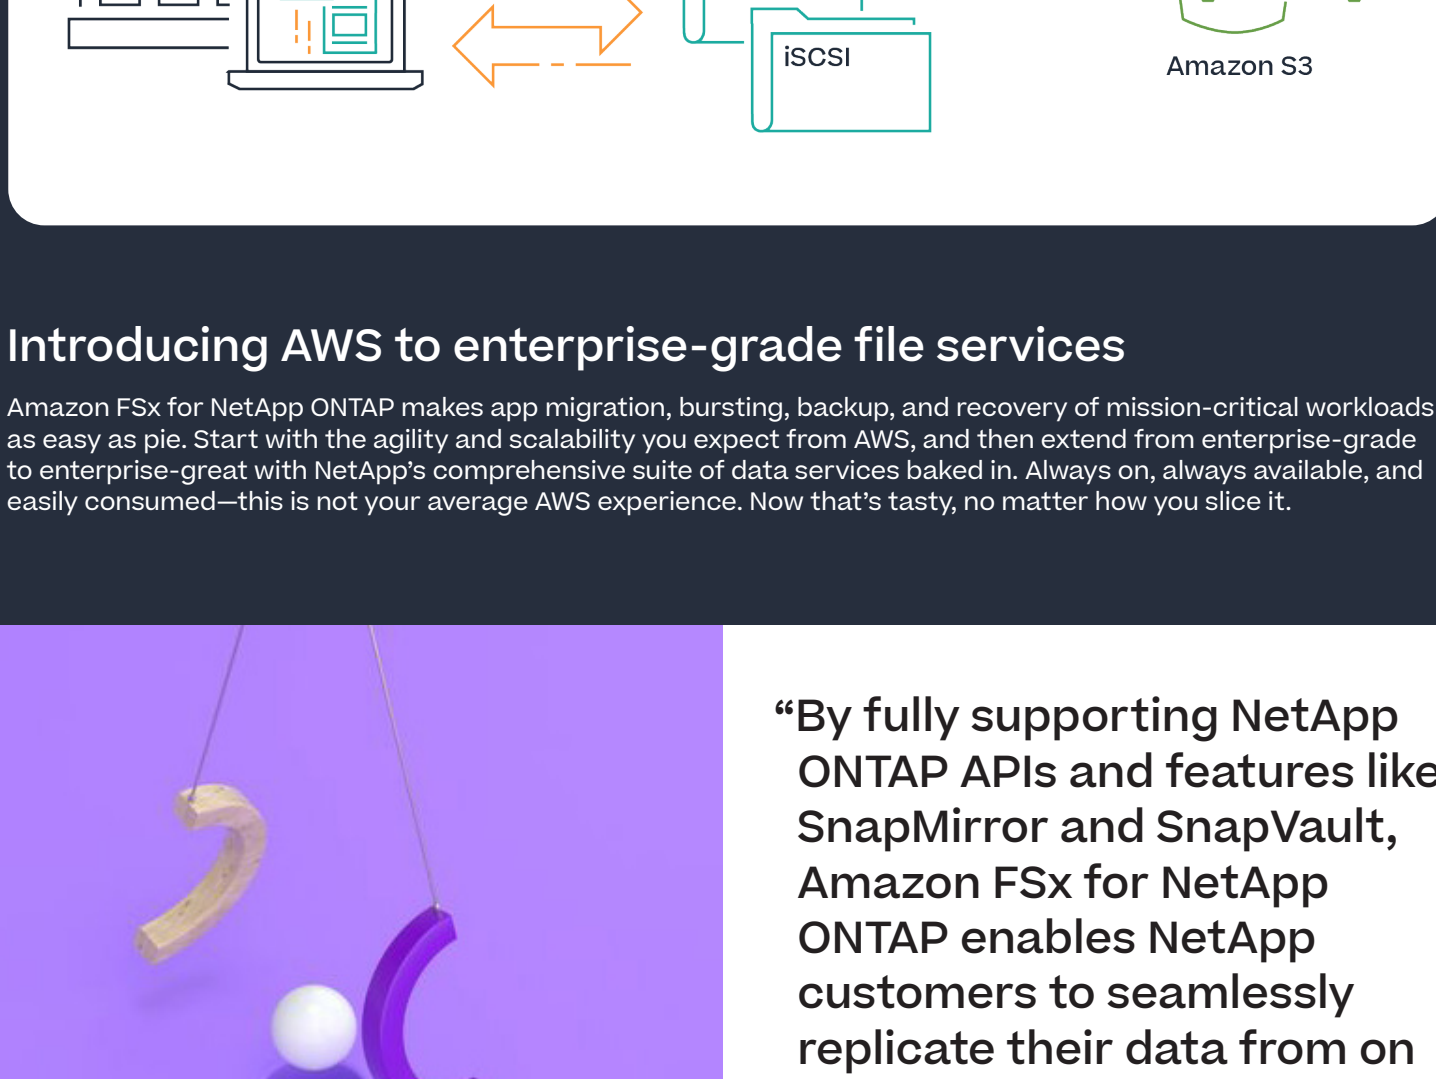 iSCSI
Amazon S3
Introducing AWS to enterprise-grade file services
Amazon FSx for NetApp ONTAP makes app migration, bursting, backup, and recovery of mission-critical workloads
as easy as pie. Start with the agility and scalability you expect from AWS, and then extend from enterprise-grade
to enterprise-great with NetApp’s comprehensive suite of data services baked in. Always on, always available, and
easily consumed—this is not your average AWS experience. Now that’s tasty, no matter how you slice it.
“By fully supporting NetApp
ONTAP APIs and features like
SnapMirror and SnapVault,
Amazon FSx for NetApp
ONTAP enables NetApp
customers to seamlessly
replicate their data from on